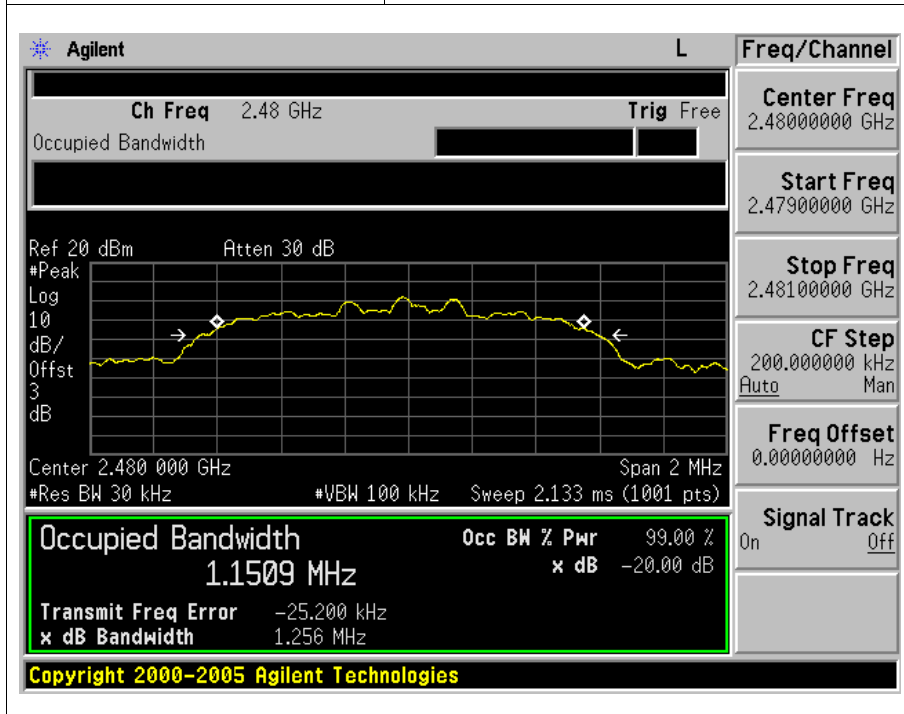 Agilent L Freq/Channel
Ch Freq 2.48 GHz Trig Free
Occupied Bandwidth
Center Freq
2.48000000 GHz
Start Freq
2.47900000 GHz
Stop Freq
2.48100000 GHz
CF Step
200.000000 kHz
Auto Man
Freq Offset
0.00000000 Hz
Signal Track
On Off
Ref 20 dBm Atten 30 dB
#Peak
Log
10
dB/
Offst
3
dB
Center 2.480 000 GHz Span 2 MHz
#Res BW 30 kHz #VBW 100 kHz Sweep 2.133 ms (1001 pts)
Occupied Bandwidth Occ BW % Pwr 99.00 %
1.1509 MHz x dB -20.00 dB
Transmit Freq Error -25.200 kHz
x dB Bandwidth 1.256 MHz
Copyright 2000-2005 Agilent Technologies